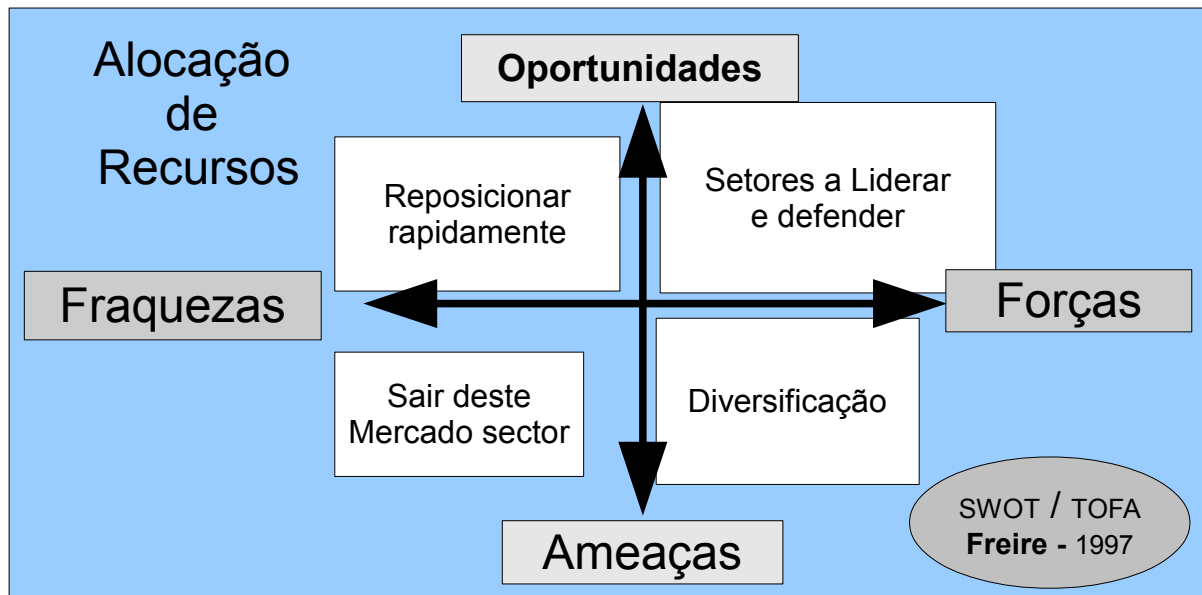 Alocação
de
Recursos
Oportunidades
Reposicionar
rapidamente
Setores a Liderar
e defender
Fraquezas
Forças
Sair deste
Mercado sector
Diversificação
Ameaças
SWOT / TOFA
Freire - 1997